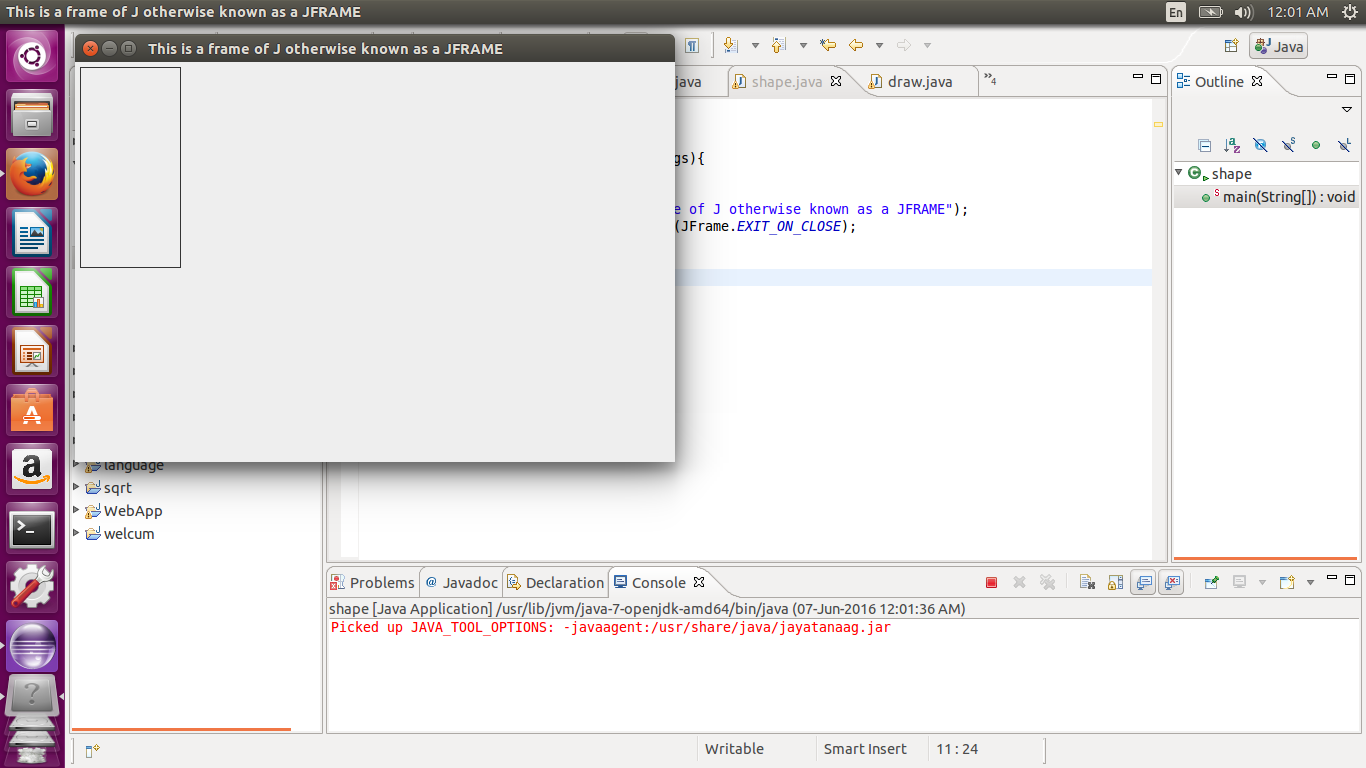 This is a frame of J otherwise known as a JFRAME
En
12:01 AM
This is a frame of J otherwise known as a JFRAME
Java
java
shape.java
draw.java
»4
Outline
gs){
e of J otherwise known as a JFRAME");
(JFrame.EXIT_ON_CLOSE);
shape
main(String[]) : void
language
sqrt
WebApp
welcum
Problems
@ Javadoc
Declaration
Console
shape [Java Application] /usr/lib/jvm/java-7-openjdk-amd64/bin/java (07-Jun-2016 12:01:36 AM)
Picked up JAVA_TOOL_OPTIONS: -javaagent:/usr/share/java/jayatanaag.jar
Writable
Smart Insert
11 : 24